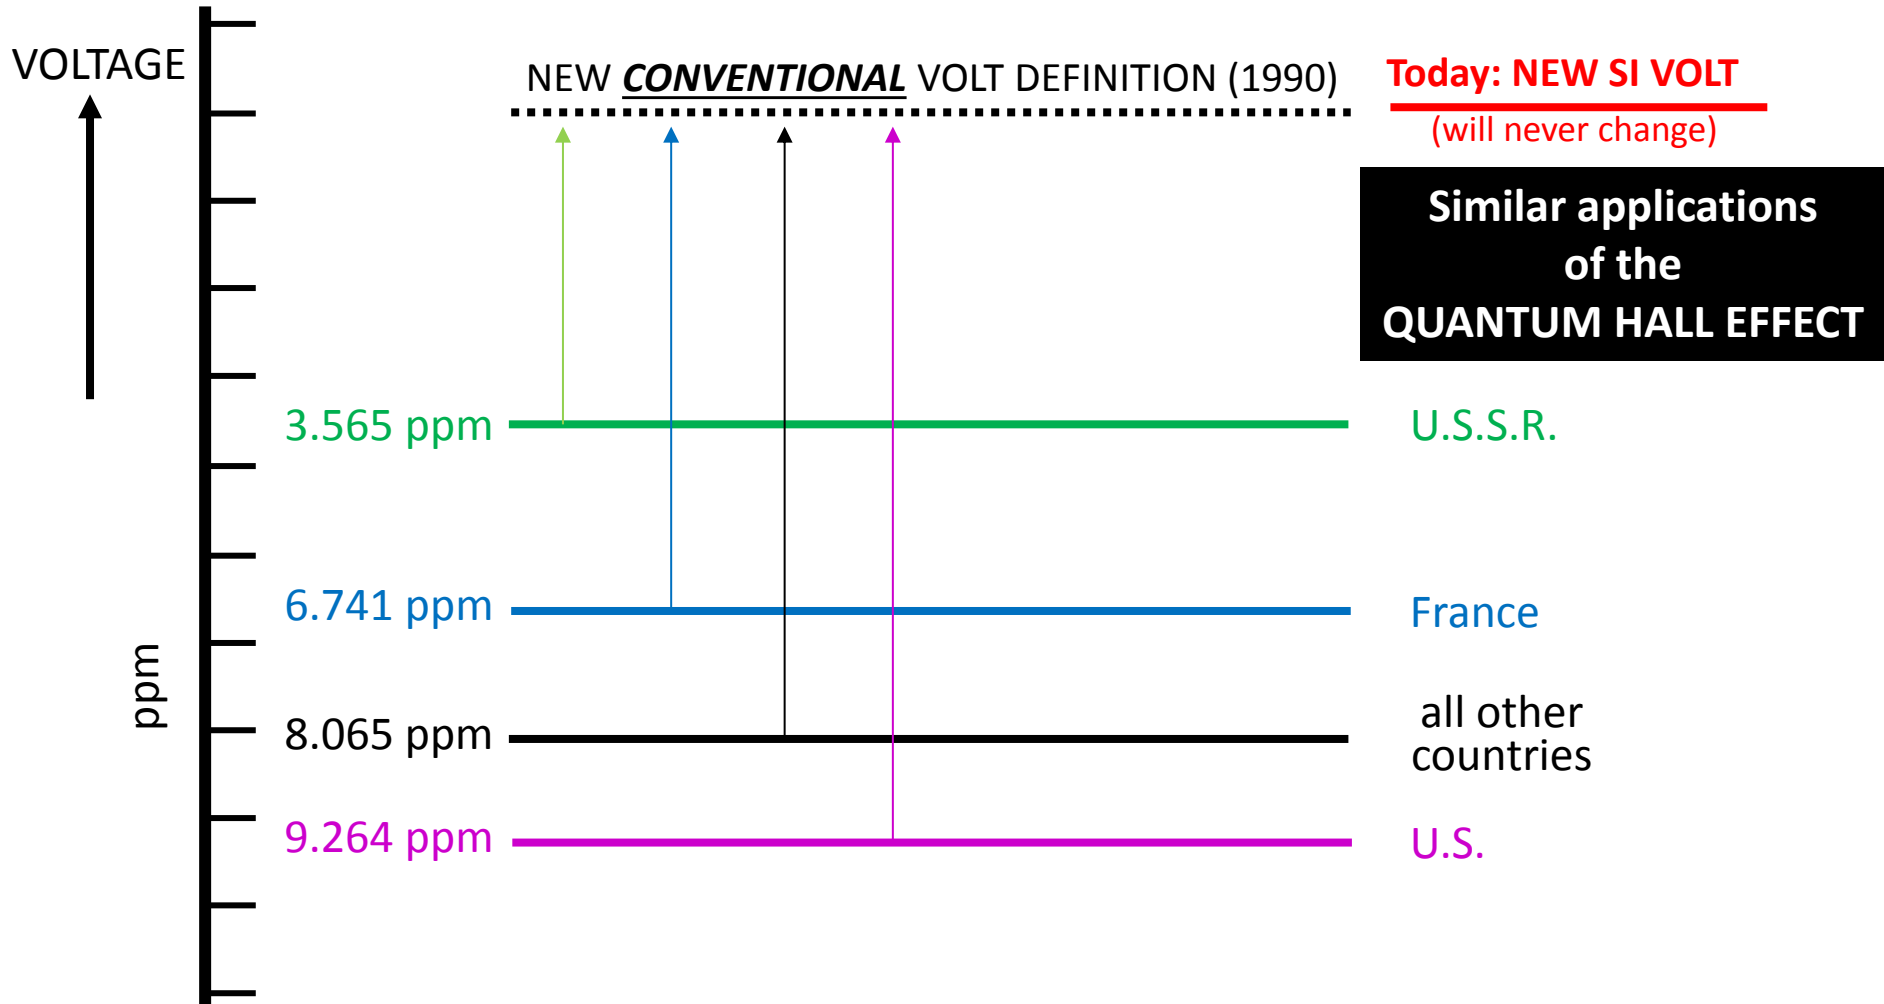 VOLTAGE
NEW CONVENTIONAL VOLT DEFINITION (1990)
Today: NEW SI VOLT
(will never change)
Similar applications
of the
QUANTUM HALL EFFECT
3.565 ppm
U.S.S.R.
6.741 ppm
France
ppm
8.065 ppm
all other
countries
9.264 ppm
U.S.